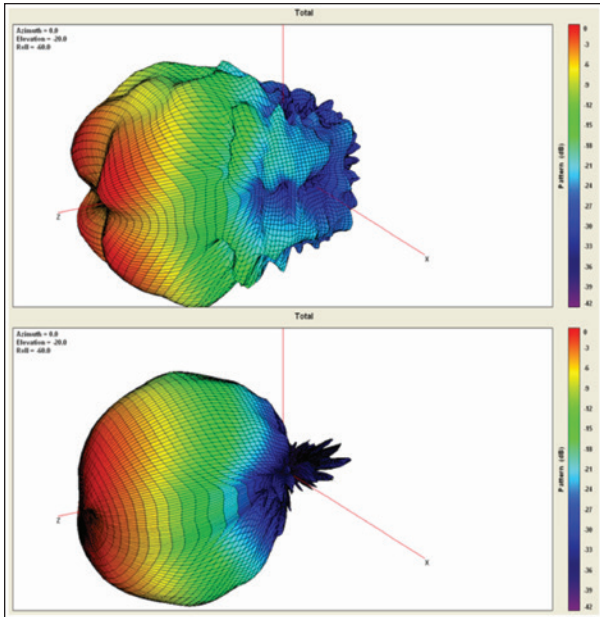 Total
Azimuth = 0.0
Elevation = -20.0
Roll = -60.0
Z
X
Pattern (dB)
0
-3
-6
-9
-12
-15
-18
-21
-24
-27
-30
-33
-36
-39
-42
Total
Azimuth = 0.0
Elevation = -20.0
Roll = -60.0
Z
X
Pattern (dB)
0
-3
-6
-9
-12
-15
-18
-21
-24
-27
-30
-33
-36
-39
-42